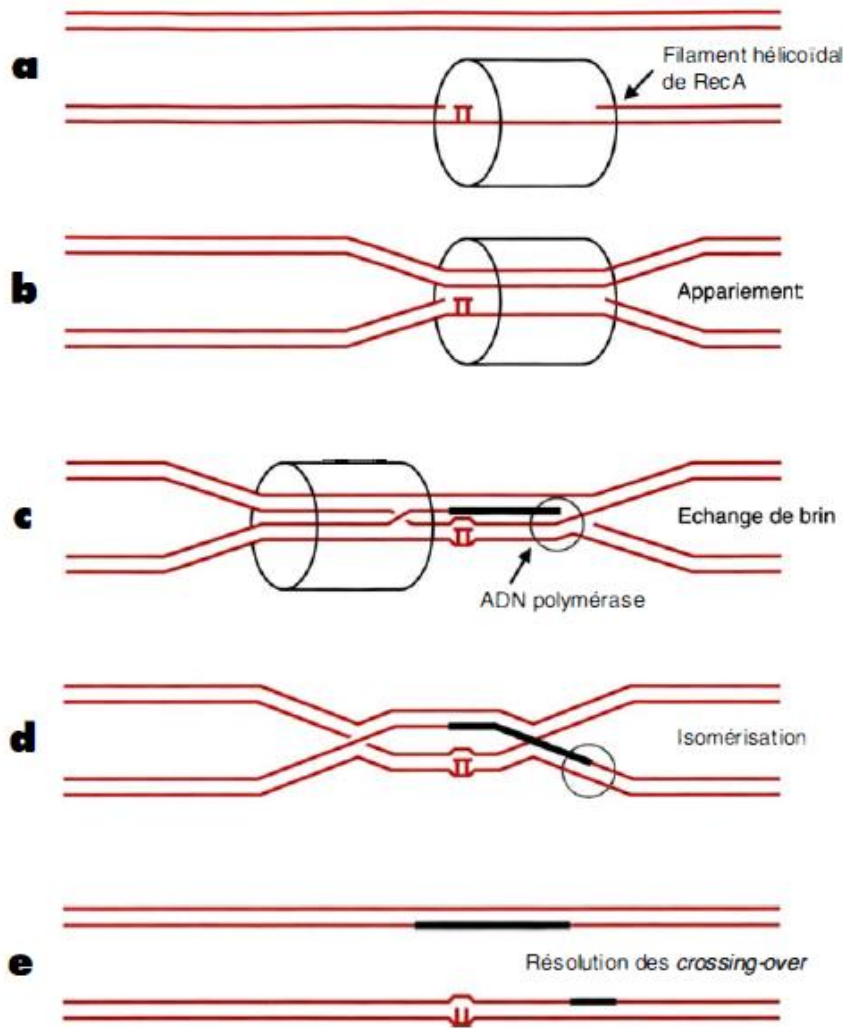 a
Filament hélicoïdal
de RecA
b
Appariement
c
Echange de brin
ADN polymérase
d
Isomérisation
e
Résolution des crossing-over